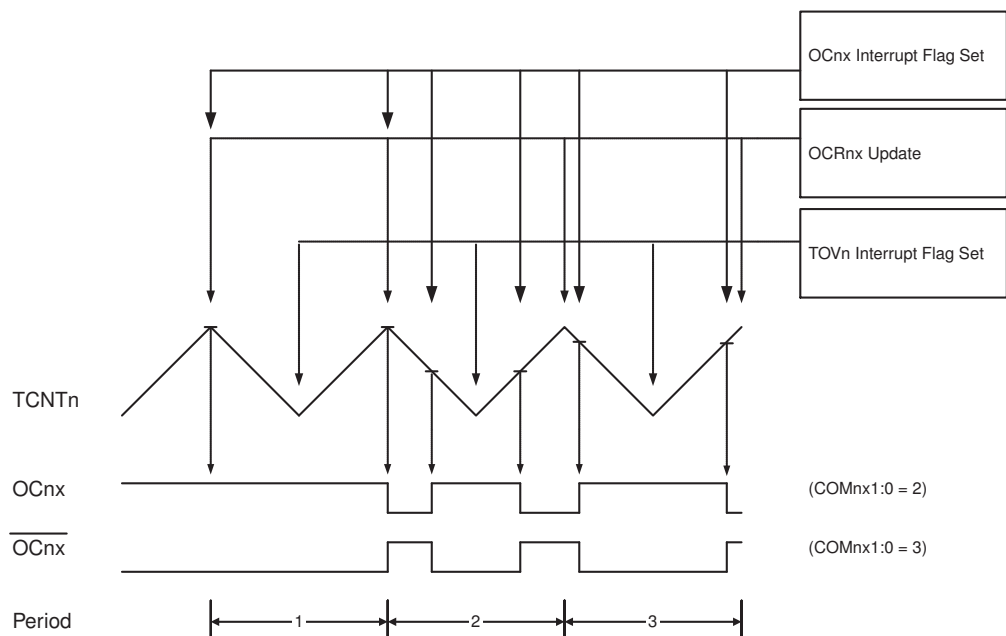 OCnx Interrupt Flag Set
OCRnx Update
TOVn Interrupt Flag Set
TCNTn
OCnx
(COMnx1:0 = 2)
OCnx
(COMnx1:0 = 3)
Period
1
2
3